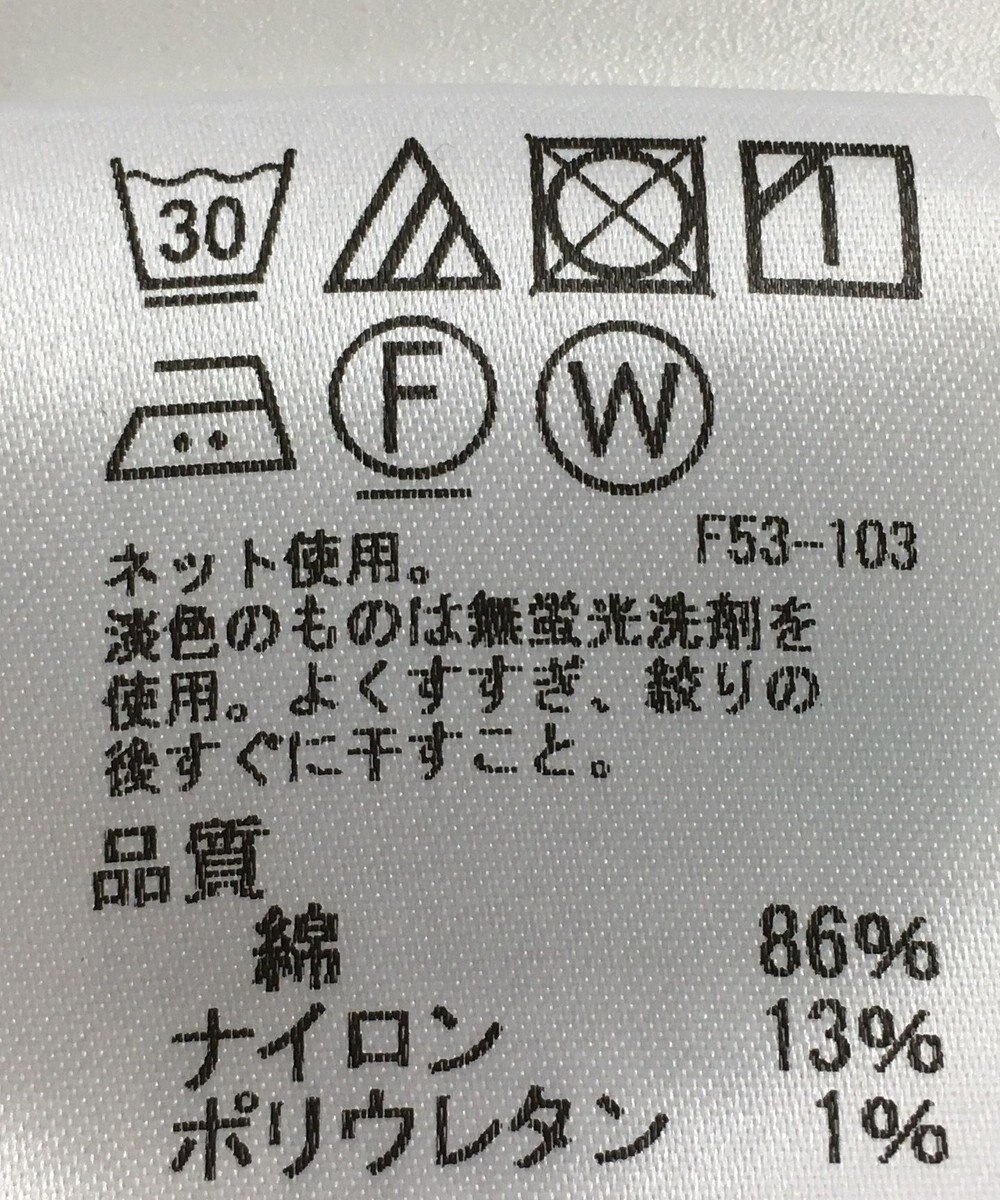 30
F W
ネット使用。 F53-103
淡色のものは無蛍光洗剤を
使用。よくすすぎ、絞りの
後すぐに干すこと。
品質
綿 86%
ナイロン 13%
ポリウレタン 1%